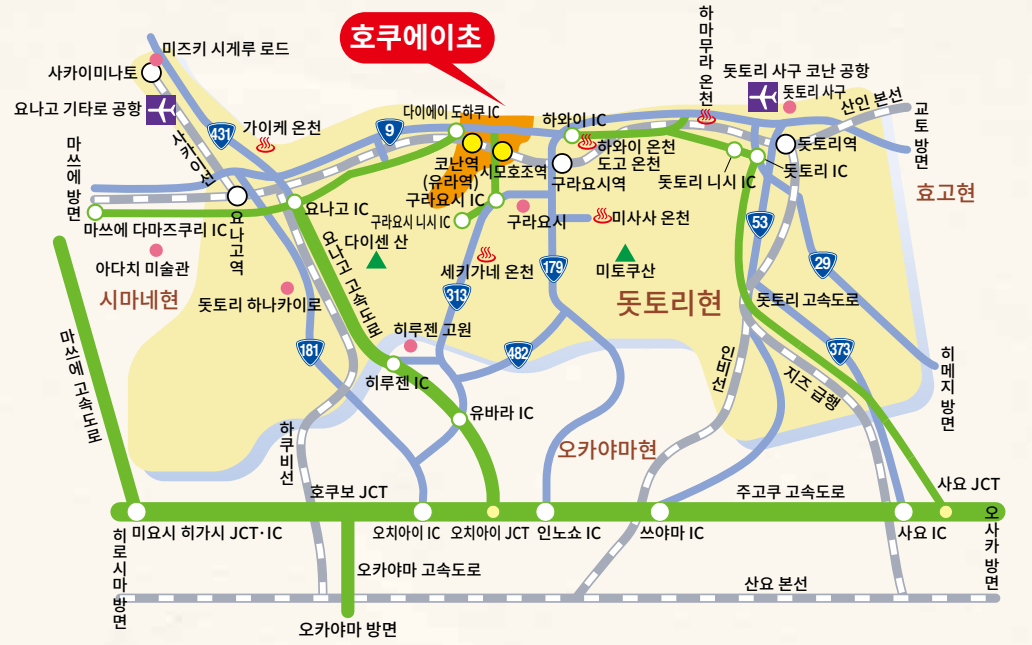 호쿠에이초
하마무라 온천
미즈키 시게루 로드
사카이미나토
요나고 기타로 공항
돗토리 사구 코난 공항
돗토리 사구
산인 본선
교토 방면
다이에이 도하쿠 IC
하와이 IC
431
가이케 온천
9
사카이선
마쓰에 방면
하와이 온천
도고 온천
돗토리역
코난역
(유라역)
시모호조역
구라요시역
돗토리 니시 IC
돗토리 IC
효고현
구라요시 IC
요나고 IC
구라요시 니시 IC
구라요시
미사사 온천
53
마쓰에 다마즈쿠리 IC
요나고역
다이센 산
요나고 고속도로
아다치 미술관
세키가네 온천
179
미토쿠산
29
시마네현
돗토리 하나카이로
313
돗토리현
돗토리 고속도로
마쓰에 고속도로
히루젠 고원
181
482
373
인비선
지즈 급행
히메지 방면
히루젠 IC
유바라 IC
하쿠비선
오카야마현
호쿠보 JCT
주고쿠 고속도로
사요 JCT
미요시 히가시 JCT·IC
오치아이 IC
오치아이 JCT
인노쇼 IC
쓰야마 IC
사요 IC
오사카 방면
히로시마 방면
오카야마 고속도로
산요 본선
오카야마 방면